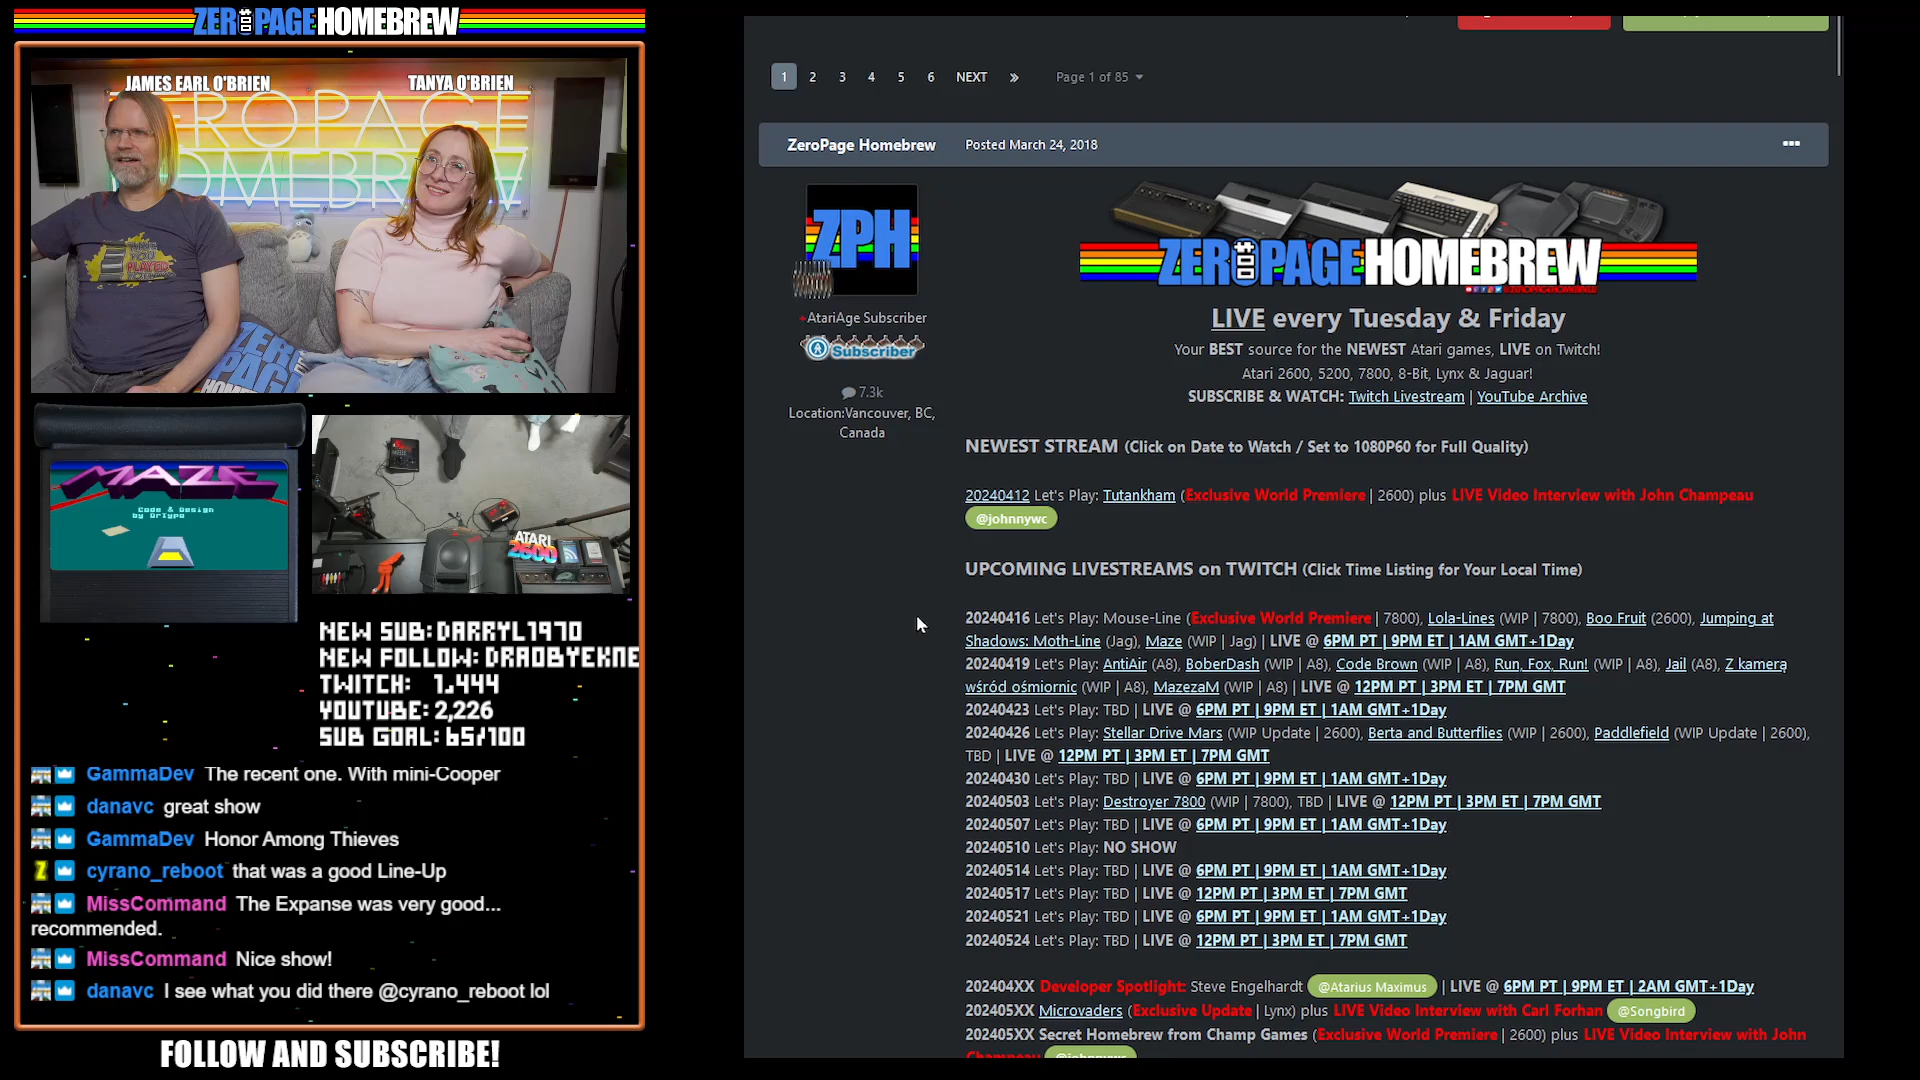 ZEROPAGE HOMEBREW
JAMES EARL O'BRIEN
TANYA O'BRIEN
ZEROPAGE
HOMEBREW
YOU
PLAYED
ZERO
PAGE
MAZE
Code & Design
by OrType
ATARI
2600
NEW SUB:DARRYL1970
NEW FOLLOW:DRAOBYEKNE
TWITCH: 1,444
YOUTUBE: 2,226
SUB GOAL: 65/100
GammaDev The recent one. With mini-Cooper
danavc great show
GammaDev Honor Among Thieves
cyrano_reboot that was a good Line-Up
MissCommand The Expanse was very good...
recommended.
MissCommand Nice show!
danavc I see what you did there @cyrano_reboot lol
FOLLOW AND SUBSCRIBE!
1 2 3 4 5 6 NEXT » Page 1 of 85
ZeroPage Homebrew Posted March 24, 2018 •••
ZPH
+AtariAge Subscriber
Subscriber
7.3k
Location:Vancouver, BC,
Canada
ZEROPAGE HOMEBREW
LIVE every Tuesday & Friday
Your BEST source for the NEWEST Atari games, LIVE on Twitch!
Atari 2600, 5200, 7800, 8-Bit, Lynx & Jaguar!
SUBSCRIBE & WATCH: Twitch Livestream | YouTube Archive
NEWEST STREAM (Click on Date to Watch / Set to 1080P60 for Full Quality)
20240412 Let's Play: Tutankham (Exclusive World Premiere | 2600) plus LIVE Video Interview with John Champeau
@johnnywc
UPCOMING LIVESTREAMS on TWITCH (Click Time Listing for Your Local Time)
20240416 Let's Play: Mouse-Line (Exclusive World Premiere | 7800), Lola-Lines (WIP | 7800), Boo Fruit (2600), Jumping at
Shadows: Moth-Line (Jag), Maze (WIP | Jag) | LIVE @ 6PM PT | 9PM ET | 1AM GMT+1Day
20240419 Let's Play: AntiAir (A8), BoberDash (WIP | A8), Code Brown (WIP | A8), Run, Fox, Run! (WIP | A8), Jail (A8), Z kamerą
wśród ośmiornic (WIP | A8), MazezaM (WIP | A8) | LIVE @ 12PM PT | 3PM ET | 7PM GMT
20240423 Let's Play: TBD | LIVE @ 6PM PT | 9PM ET | 1AM GMT+1Day
20240426 Let's Play: Stellar Drive Mars (WIP Update | 2600), Berta and Butterflies (WIP | 2600), Paddlefield (WIP Update | 2600),
TBD | LIVE @ 12PM PT | 3PM ET | 7PM GMT
20240430 Let's Play: TBD | LIVE @ 6PM PT | 9PM ET | 1AM GMT+1Day
20240503 Let's Play: Destroyer 7800 (WIP | 7800), TBD | LIVE @ 12PM PT | 3PM ET | 7PM GMT
20240507 Let's Play: TBD | LIVE @ 6PM PT | 9PM ET | 1AM GMT+1Day
20240510 Let's Play: NO SHOW
20240514 Let's Play: TBD | LIVE @ 6PM PT | 9PM ET | 1AM GMT+1Day
20240517 Let's Play: TBD | LIVE @ 12PM PT | 3PM ET | 7PM GMT
20240521 Let's Play: TBD | LIVE @ 6PM PT | 9PM ET | 1AM GMT+1Day
20240524 Let's Play: TBD | LIVE @ 12PM PT | 3PM ET | 7PM GMT
202404XX Developer Spotlight: Steve Engelhardt @Atarius Maximus | LIVE @ 6PM PT | 9PM ET | 2AM GMT+1Day
202405XX Microvaders (Exclusive Update | Lynx) plus LIVE Video Interview with Carl Forhan @Songbird
202405XX Secret Homebrew from Champ Games (Exclusive World Premiere | 2600) plus LIVE Video Interview with John
Champeau @johnnywc